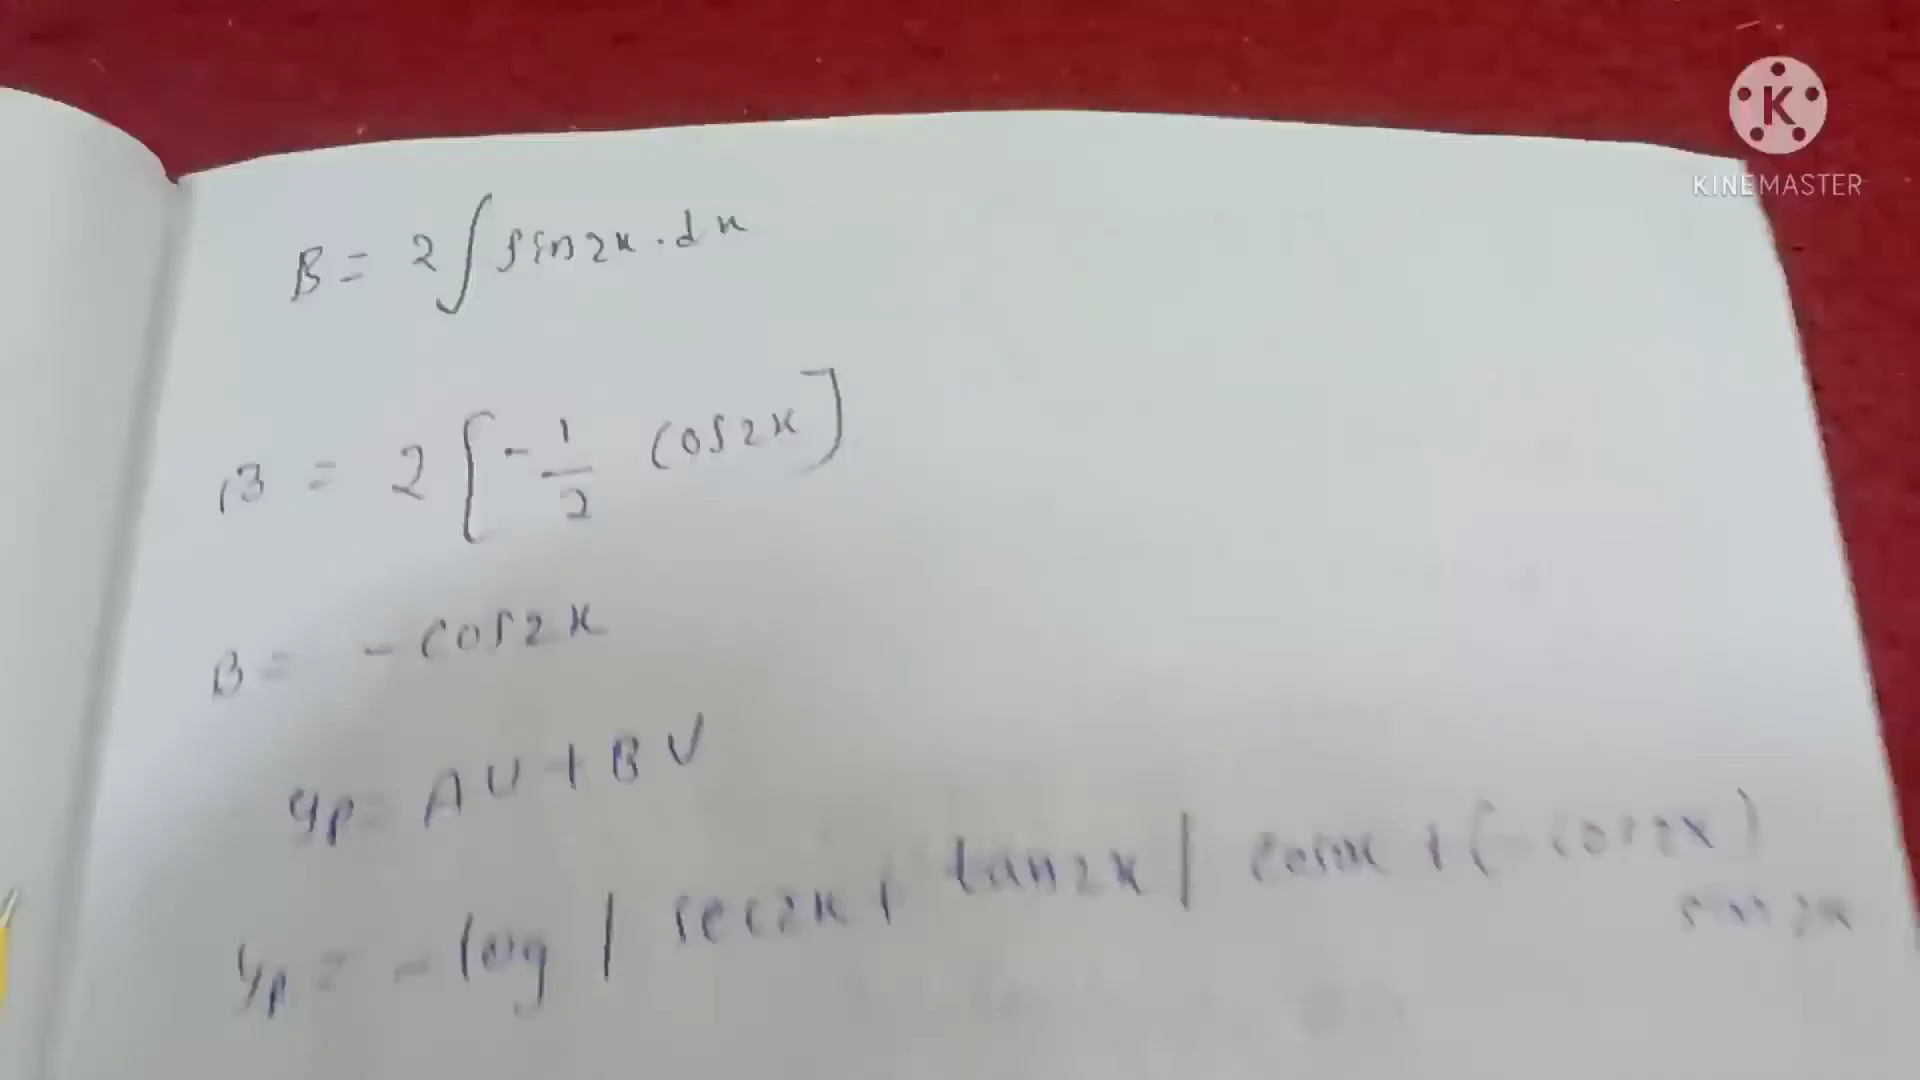 K
KINEMASTER
B = 2∫ sin2x.dx
B = 2[-1/2 cos2x]
B = -cos2x
yp = AU+BV
yp = -log | sec2x + tan2x | cos2x + (-cos2x)
sin2x